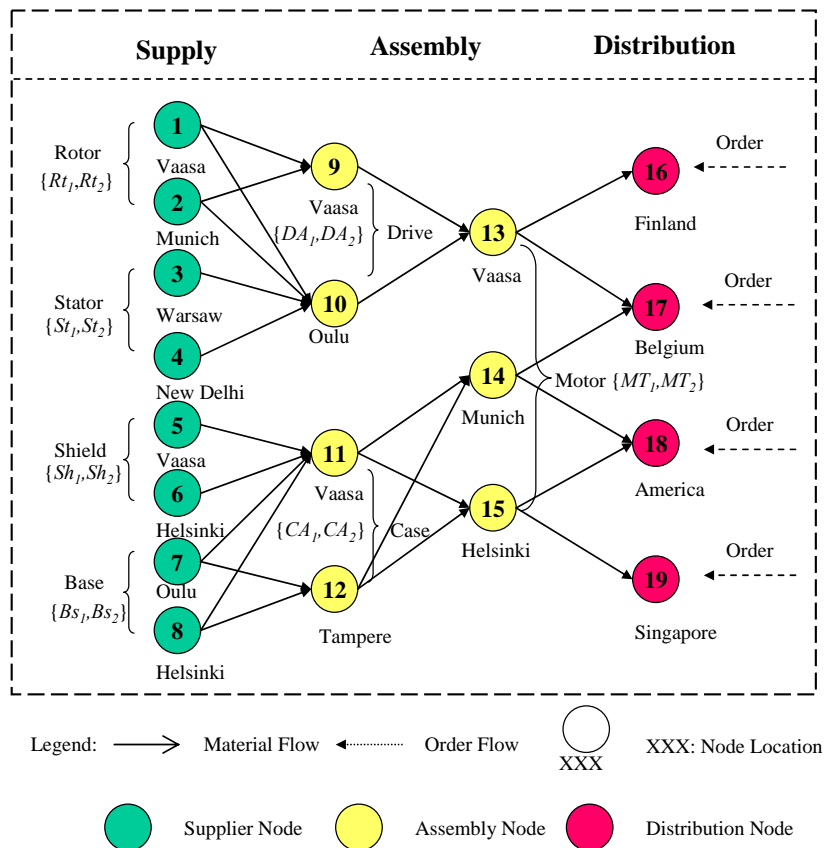 Supply Assembly Distribution
1
Vaasa
Rotor
{Rt1,Rt2}
2
Munich
3
Warsaw
Stator
{St1,St2}
4
New Delhi
5
Vaasa
Shield
{Sh1,Sh2}
6
Helsinki
7
Oulu
Base
{Bs1,Bs2}
8
Helsinki
9
Vaasa
{DA1,DA2} Drive
10
Oulu
11
Vaasa
{CA1,CA2} Case
12
Tampere
13
Vaasa
14
Munich
Motor {MT1,MT2}
15
Helsinki
16
Finland
Order
17
Belgium
Order
18
America
Order
19
Singapore
Order
Legend: Material Flow Order Flow XXX XXX: Node Location
Supplier Node Assembly Node Distribution Node